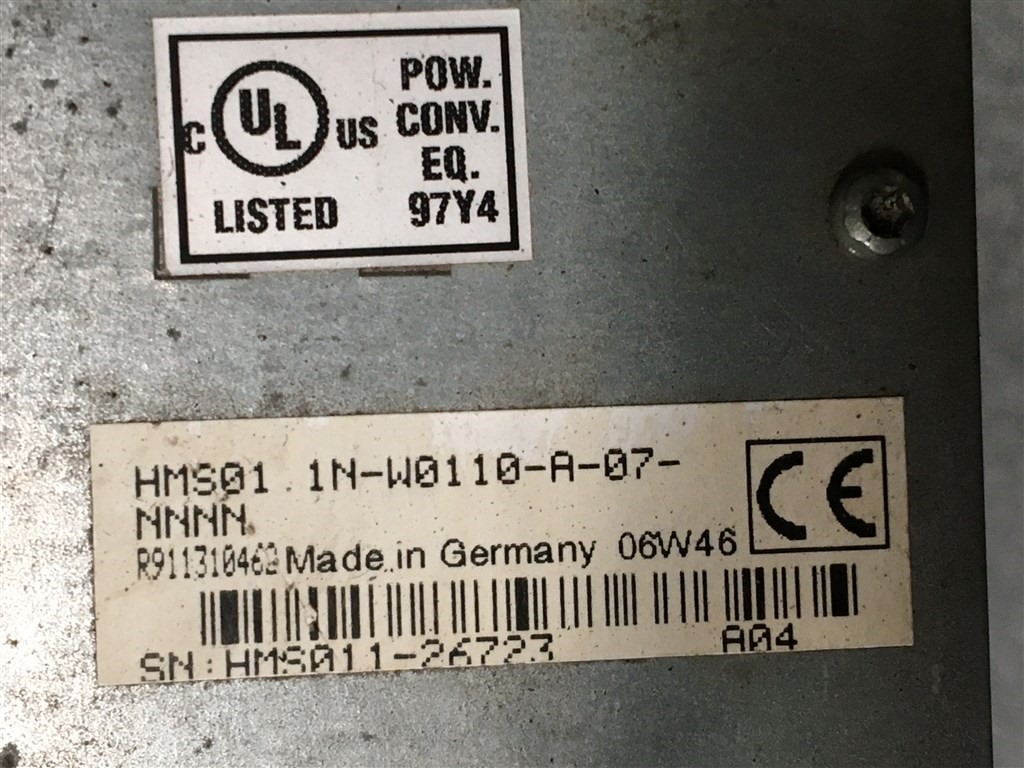 POW.
CONV.
EQ.
97Y4
C UL US
LISTED
HMS01.1N-W0110-A-07-
NNNN
Made in Germany 06W46
CE
SN:HMS011-26723
A04